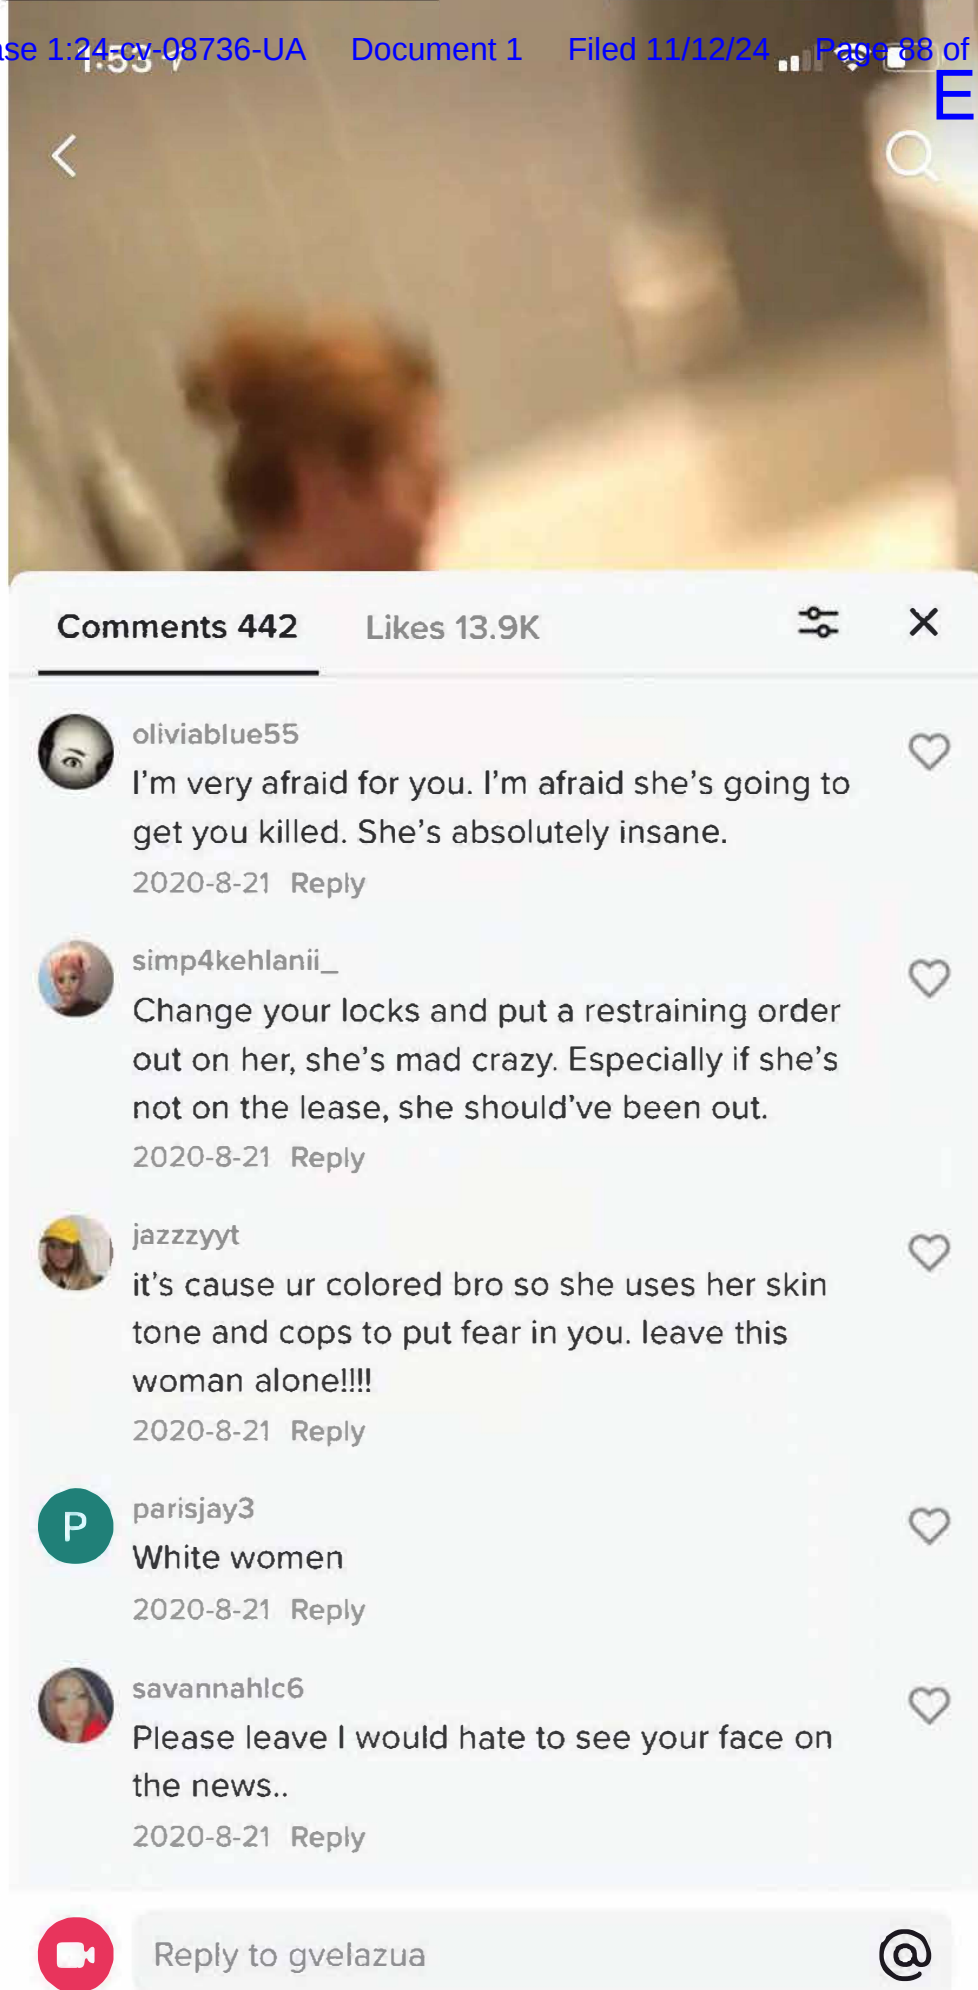 ase 1:24-cv-08736-UA Document 1 Filed 11/12/24 Page 88 of
1:53
E
Comments 442 Likes 13.9K
oliviablue55
I'm very afraid for you. I'm afraid she's going to
get you killed. She's absolutely insane.
2020-8-21 Reply
simp4kehlanii_
Change your locks and put a restraining order
out on her, she's mad crazy. Especially if she's
not on the lease, she should've been out.
2020-8-21 Reply
jazzzyyt
it's cause ur colored bro so she uses her skin
tone and cops to put fear in you. leave this
woman alone!!!!
2020-8-21 Reply
P
parisjay3
White women
2020-8-21 Reply
savannahlc6
Please leave I would hate to see your face on
the news..
2020-8-21 Reply
Reply to gvelazua
@